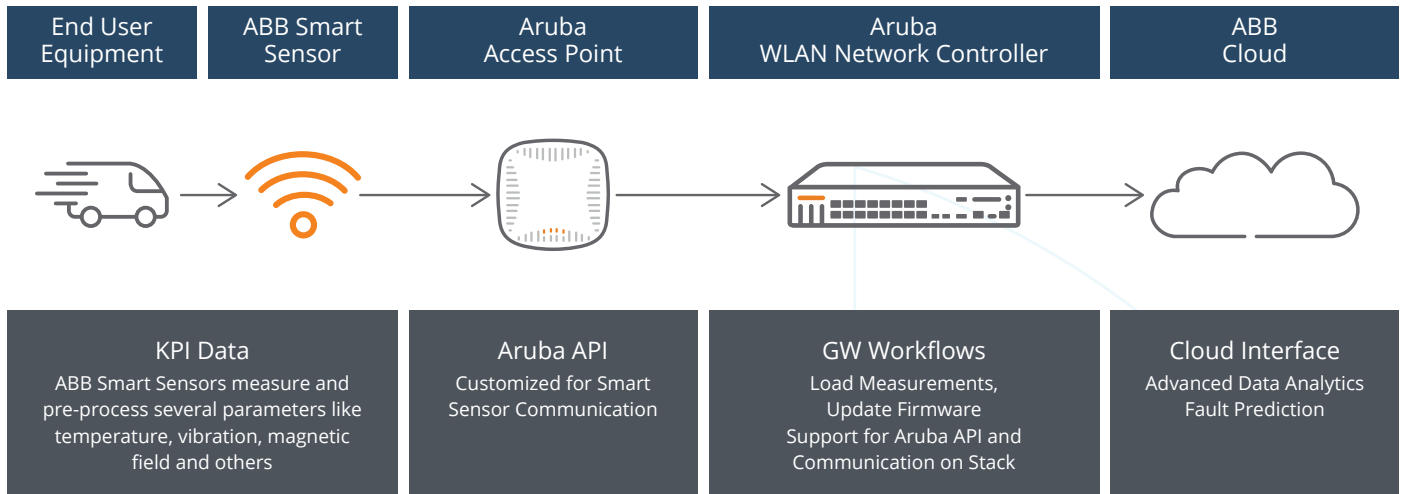 End User
Equipment
ABB Smart
Sensor
Aruba
Access Point
Aruba
WLAN Network Controller
ABB
Cloud
KPI Data
ABB Smart Sensors measure and
pre-process several parameters like
temperature, vibration, magnetic
field and others
Aruba API
Customized for Smart
Sensor Communication
GW Workflows
Load Measurements,
Update Firmware
Support for Aruba API and
Communication on Stack
Cloud Interface
Advanced Data Analytics
Fault Prediction